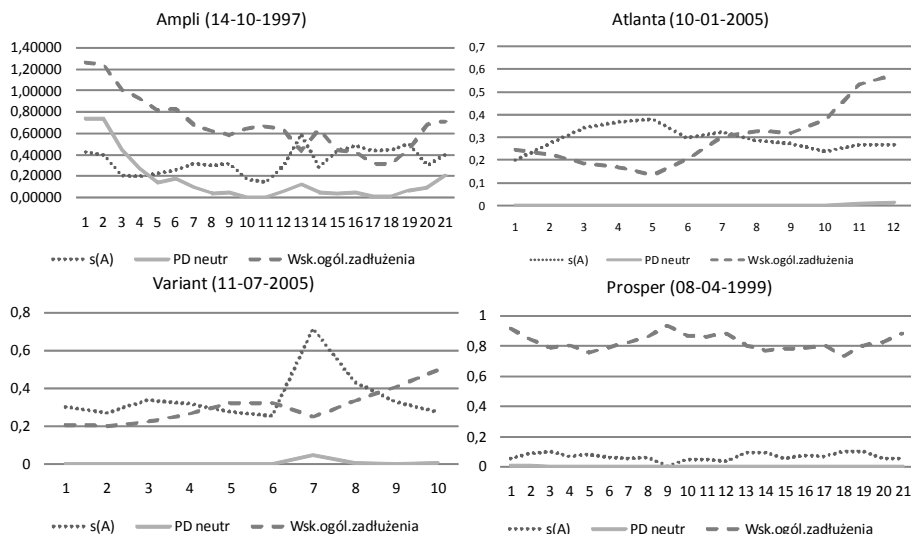 Ampli (14-10-1997)
1,40000
1,20000
1,00000
0,80000
0,60000
0,40000
0,20000
0,00000
1 2 3 4 5 6 7 8 9 10 11 12 13 14 15 16 17 18 19 20 21
s(A) PD neutr Wsk.ogól.zadłużenia
Atlanta (10-01-2005)
0,7
0,6
0,5
0,4
0,3
0,2
0,1
0
1 2 3 4 5 6 7 8 9 10 11 12
s(A) PD neutr Wsk.ogól.zadłużenia
Variant (11-07-2005)
0,8
0,6
0,4
0,2
0
1 2 3 4 5 6 7 8 9 10
s(A) PD neutr Wsk.ogól.zadłużenia
Prosper (08-04-1999)
1
0,8
0,6
0,4
0,2
0
1 2 3 4 5 6 7 8 9 10 11 12 13 14 15 16 17 18 19 20 21
s(A) PD neutr Wsk.ogól.zadłużenia